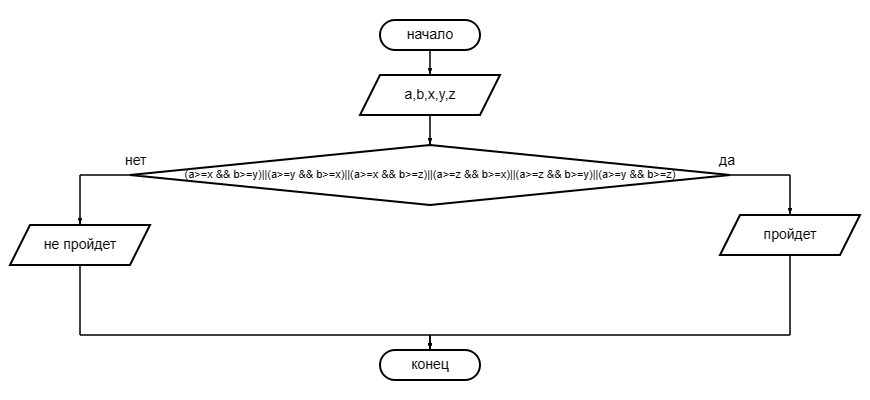 начало
a,b,x,y,z
нет
да
(a>=x && b>=y)||(a>=y && b>=x)||(a>=x && b>=z)||(a>=z && b>=x)||(a>=z && b>=y)||(a>=y && b>=z)
не пройдет
пройдет
конец